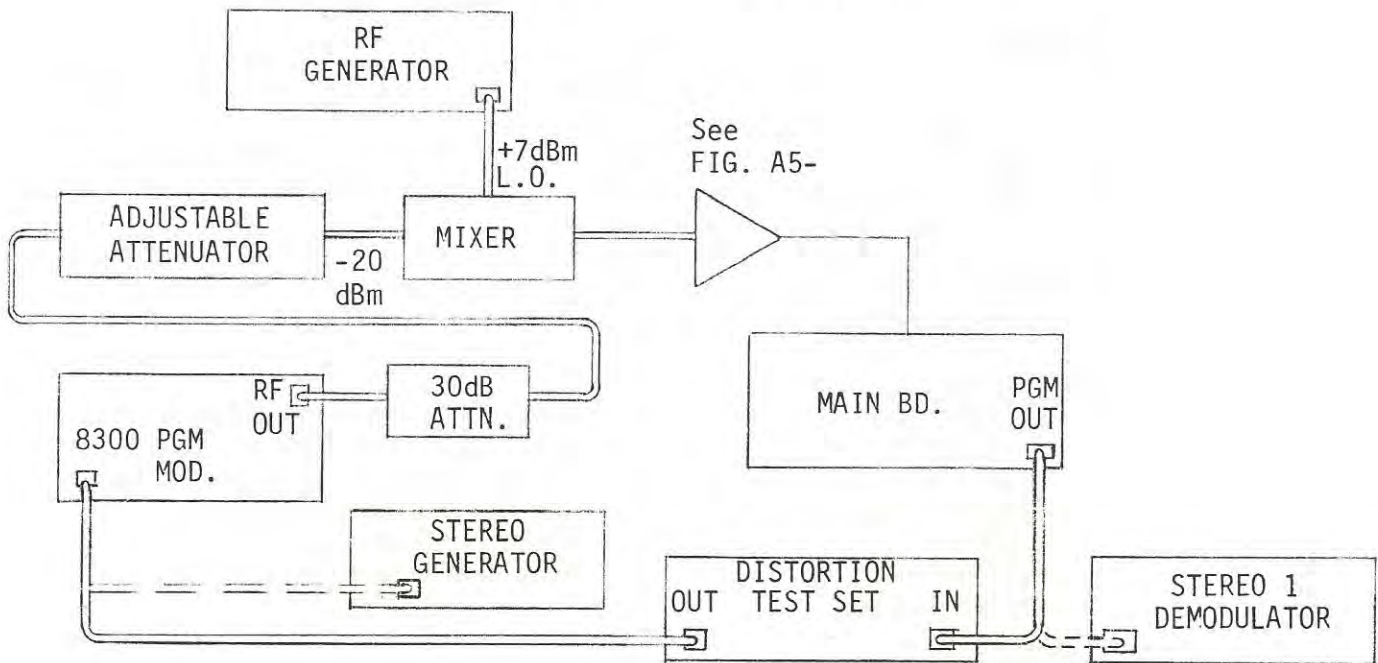 RF
GENERATOR
+7dBm
L.O.
See
FIG. A5-
ADJUSTABLE
ATTENUATOR
-20
dBm
MIXER
RF
OUT
8300 PGM
MOD.
30dB
ATTN.
MAIN BD.
PGM
OUT
STEREO
GENERATOR
DISTORTION
TEST SET
OUT
IN
STEREO 1
DEMODULATOR